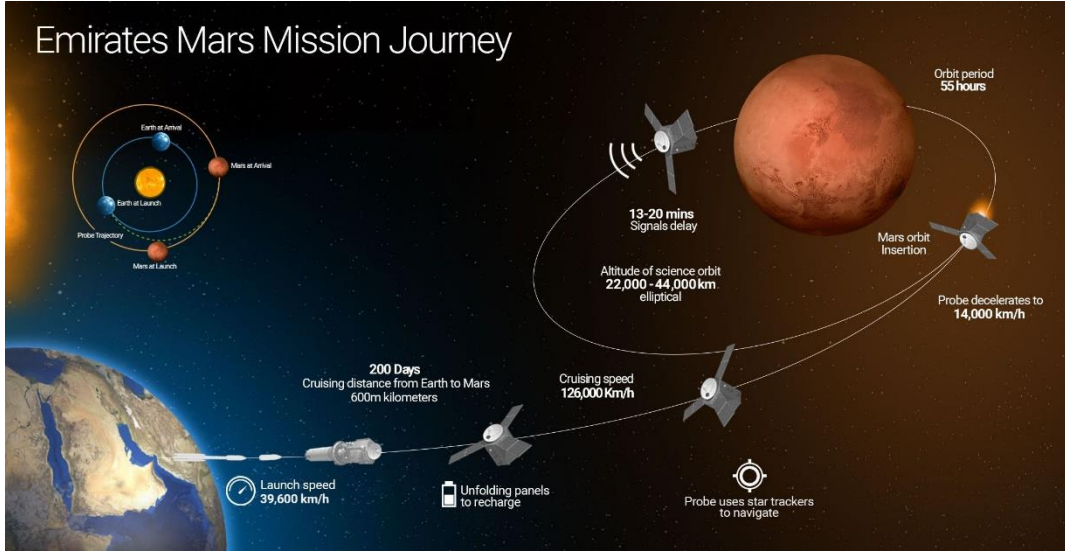 Emirates Mars Mission Journey
Earth at Arrival
Mars at Arrival
Earth at Launch
Probe Trajectory
Mars at Launch
Orbit period
55 hours
13-20 mins
Signals delay
Mars orbit
Insertion
Altitude of science orbit
22,000 - 44,000 km
elliptical
Probe decelerates to
14,000 km/h
200 Days
Cruising distance from Earth to Mars
600m kilometers
Cruising speed
126,000 Km/h
Launch speed
39,600 km/h
Unfolding panels
to recharge
Probe uses star trackers
to navigate